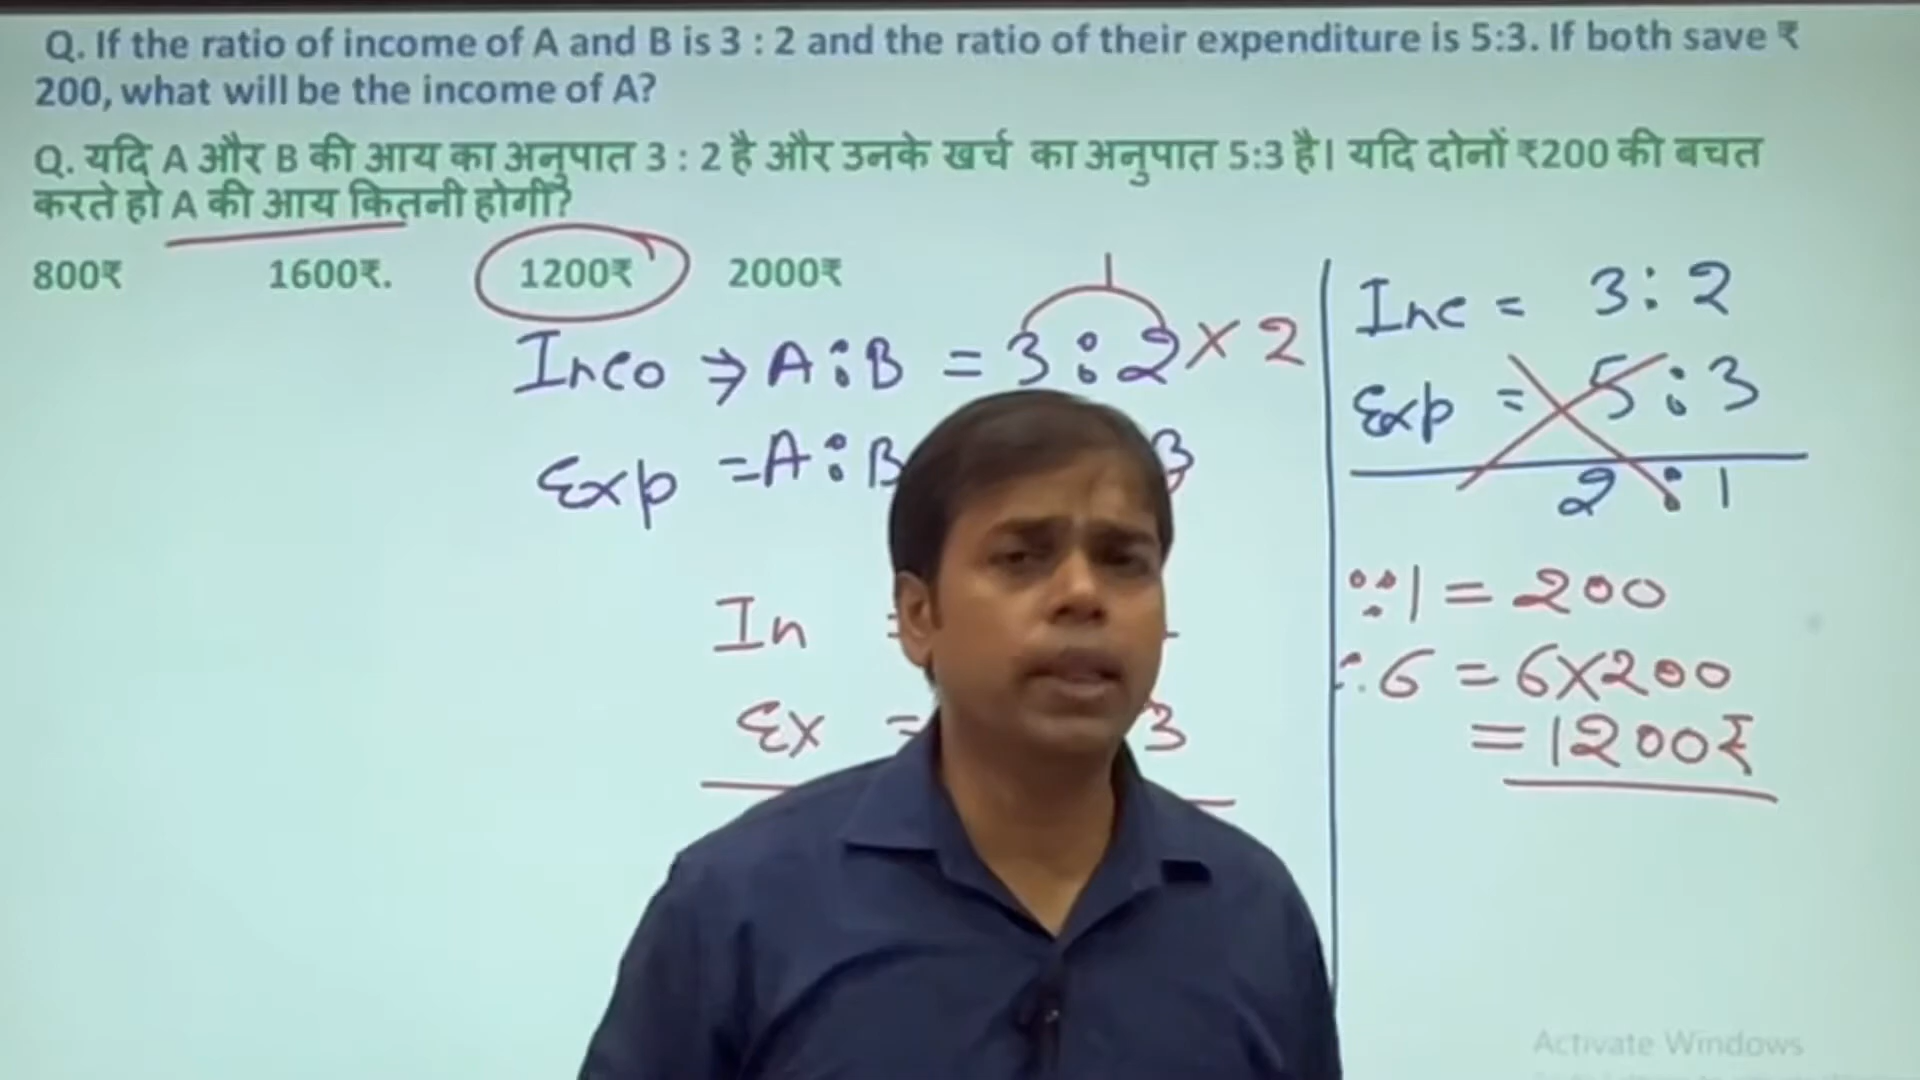 Q. If the ratio of income of A and B is 3 : 2 and the ratio of their expenditure is 5:3. If both save ₹
200, what will be the income of A?
Q. यदि A और B की आय का अनुपात 3 : 2 है और उनके खर्च का अनुपात 5:3 है। यदि दोनों ₹200 की बचत
करते हो A की आय कितनी होगी?
800₹ 1600₹. 1200₹ 2000₹
1
Inco ⇒ A:B = 3:2 × 2
Exp = A:B 3
In =
Ex = 3
Inc = 3:2
Exp = 5:3
2:1
∵ 1 = 200
∴ 6 = 6×200
= 1200₹
Activate Windows